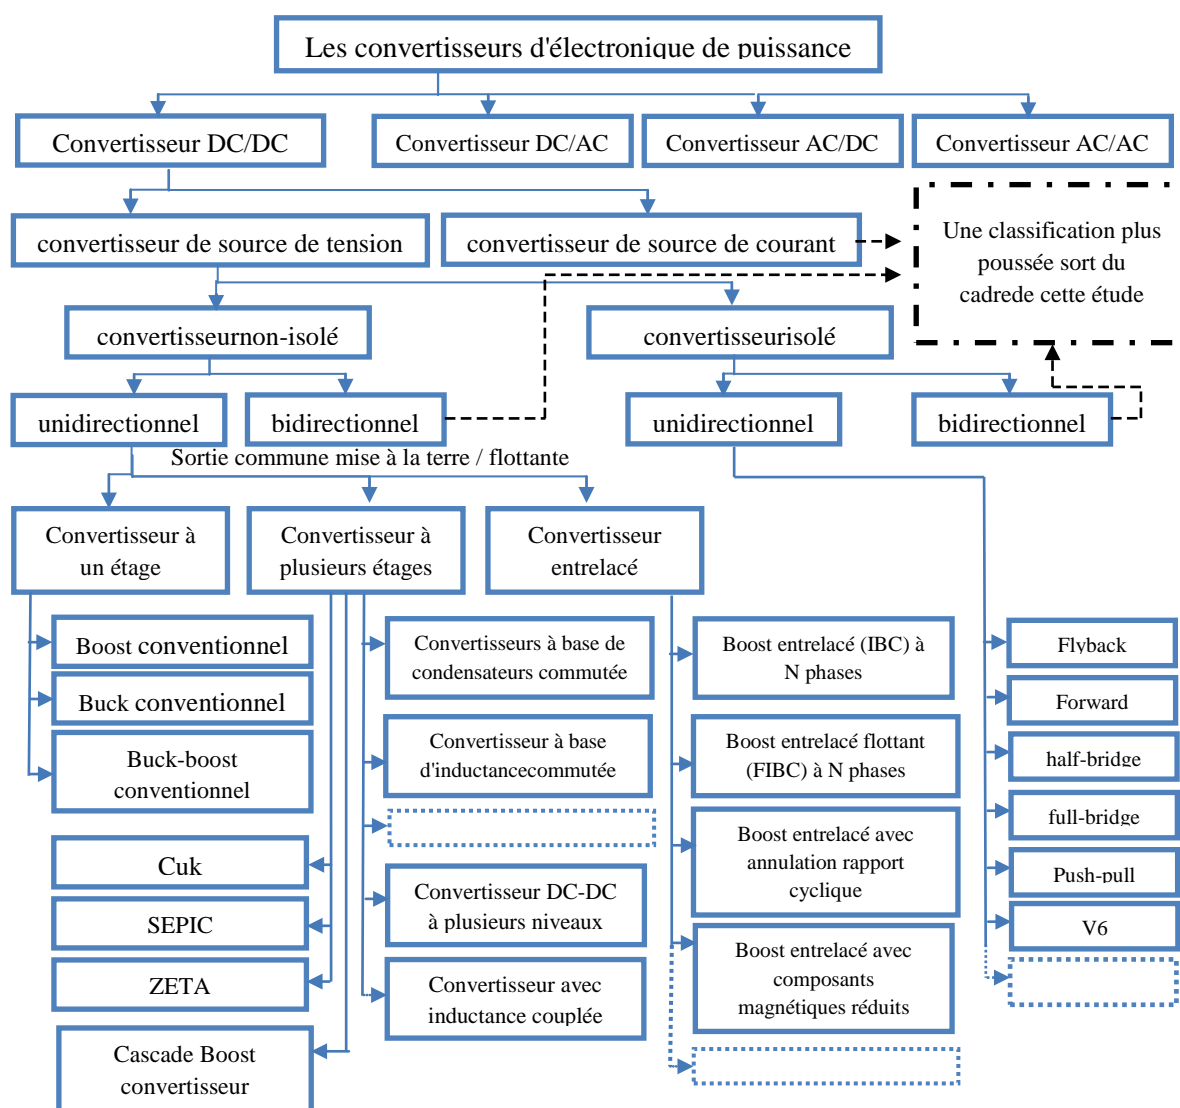 Les convertisseurs d'électronique de puissance
Convertisseur DC/DC
Convertisseur DC/AC
Convertisseur AC/DC
Convertisseur AC/AC
convertisseur de source de tension
convertisseur de source de courant
Une classification plus
poussée sort du
cadrede cette étude
convertisseurnon-isolé
convertisseurisolé
unidirectionnel
bidirectionnel
unidirectionnel
bidirectionnel
Sortie commune mise à la terre / flottante
Convertisseur à
un étage
Convertisseur à
plusieurs étages
Convertisseur
entrelacé
Boost conventionnel
Buck conventionnel
Buck-boost
conventionnel
Cuk
SEPIC
ZETA
Cascade Boost
convertisseur
Convertisseurs à base de
condensateurs commutée
Convertisseur à base
d'inductancecommutée
Convertisseur DC-DC
à plusieurs niveaux
Convertisseur avec
inductance couplée
Boost entrelacé (IBC) à
N phases
Boost entrelacé flottant
(FIBC) à N phases
Boost entrelacé avec
annulation rapport
cyclique
Boost entrelacé avec
composants
magnétiques réduits
Flyback
Forward
half-bridge
full-bridge
Push-pull
V6